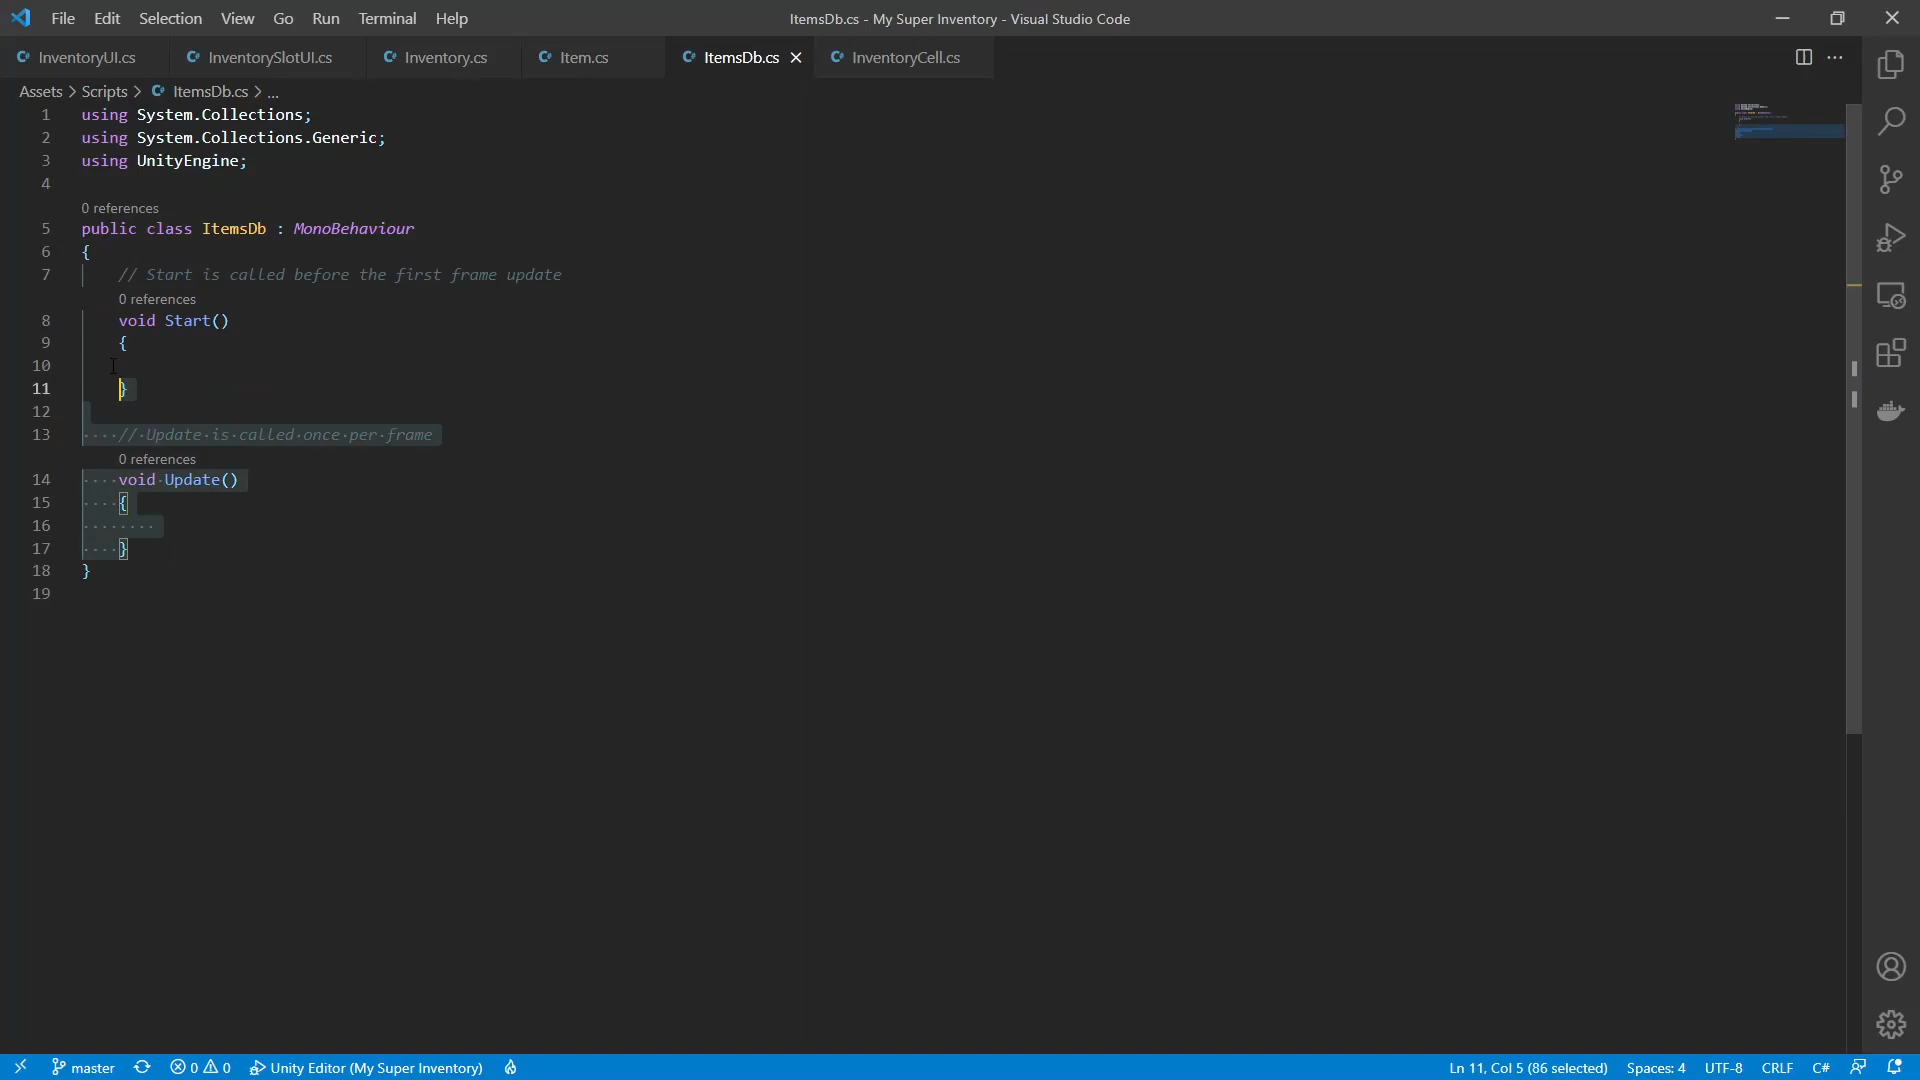 File Edit Selection View Go Run Terminal Help
ItemsDb.cs - My Super Inventory - Visual Studio Code
InventoryUI.cs InventorySlotUI.cs Inventory.cs Item.cs ItemsDb.cs InventoryCell.cs
Assets > Scripts > ItemsDb.cs > ...
1 using System.Collections;
2 using System.Collections.Generic;
3 using UnityEngine;
4
0 references
5 public class ItemsDb : MonoBehaviour
6 {
7 // Start is called before the first frame update
0 references
8 void Start()
9 {
10
11 }
12
13 // Update is called once per frame
0 references
14 void Update()
15 {
16
17 }
18 }
19
master 0 0 Unity Editor (My Super Inventory) Ln 11, Col 5 (86 selected) Spaces: 4 UTF-8 CRLF C#